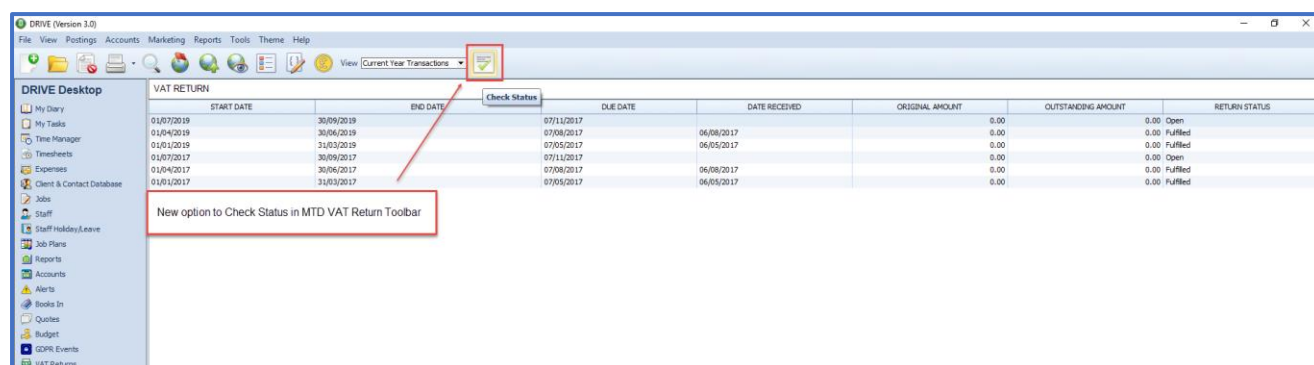 DRIVE (Version 3.0)
File View Postings Accounts Marketing Reports Tools Theme Help
View Current Year Transactions
Check Status
DRIVE Desktop
My Diary
My Tasks
Time Manager
Timesheets
Expenses
Client & Contact Database
Jobs
Staff
Staff Holiday/Leave
Job Plans
Reports
Accounts
Alerts
Books In
Quotes
Budget
GDPR Events
VAT Returns
VAT RETURN
START DATE END DATE DUE DATE DATE RECEIVED ORIGINAL AMOUNT OUTSTANDING AMOUNT RETURN STATUS
01/07/2019 30/09/2019 07/11/2017 0.00 0.00 Open
01/04/2019 30/06/2019 07/08/2017 06/08/2017 0.00 0.00 Fulfilled
01/01/2019 31/03/2019 07/05/2017 06/05/2017 0.00 0.00 Fulfilled
01/07/2017 30/09/2017 07/11/2017 0.00 0.00 Open
01/04/2017 30/06/2017 07/08/2017 06/08/2017 0.00 0.00 Fulfilled
01/01/2017 31/03/2017 07/05/2017 06/05/2017 0.00 0.00 Fulfilled
New option to Check Status in MTD VAT Return Toolbar